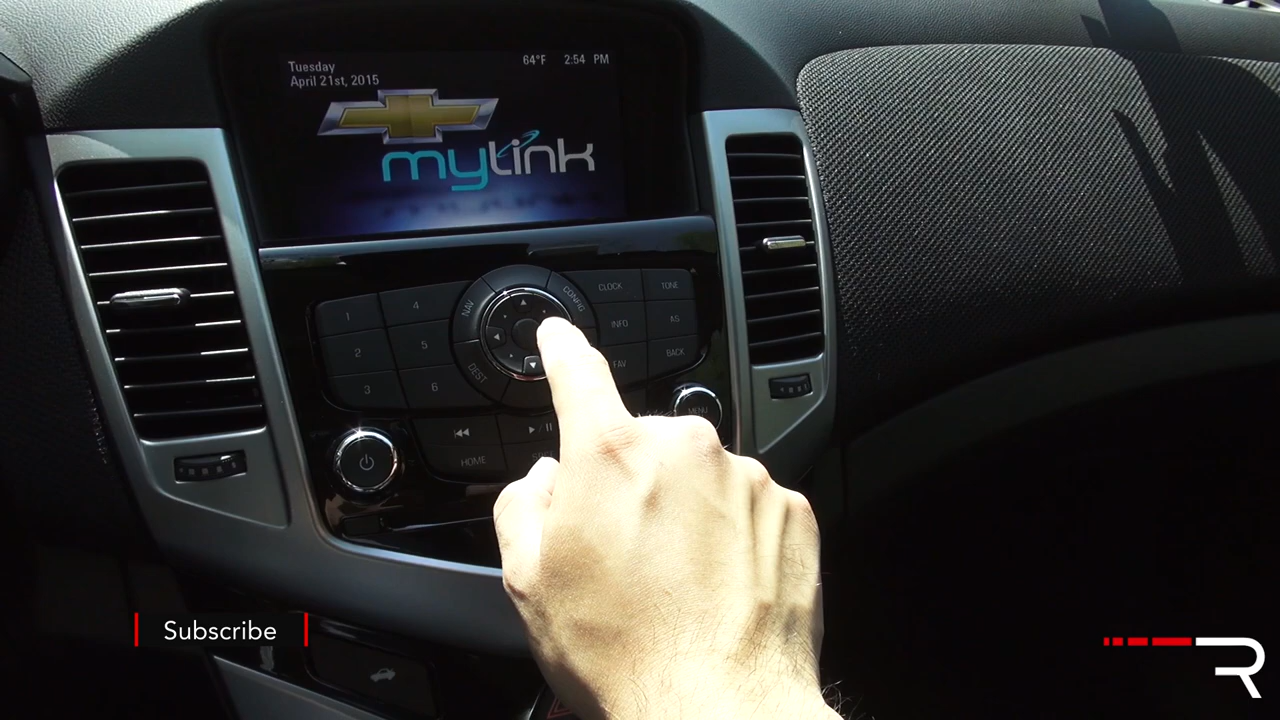 Tuesday
April 21st, 2015
64°F 2:54 PM
mylink
1
2
3
4
5
6
NAV
CONFIG
DEST
CLOCK
TONE
INFO
AS
FAV
BACK
HOME
MENU
Subscribe
R